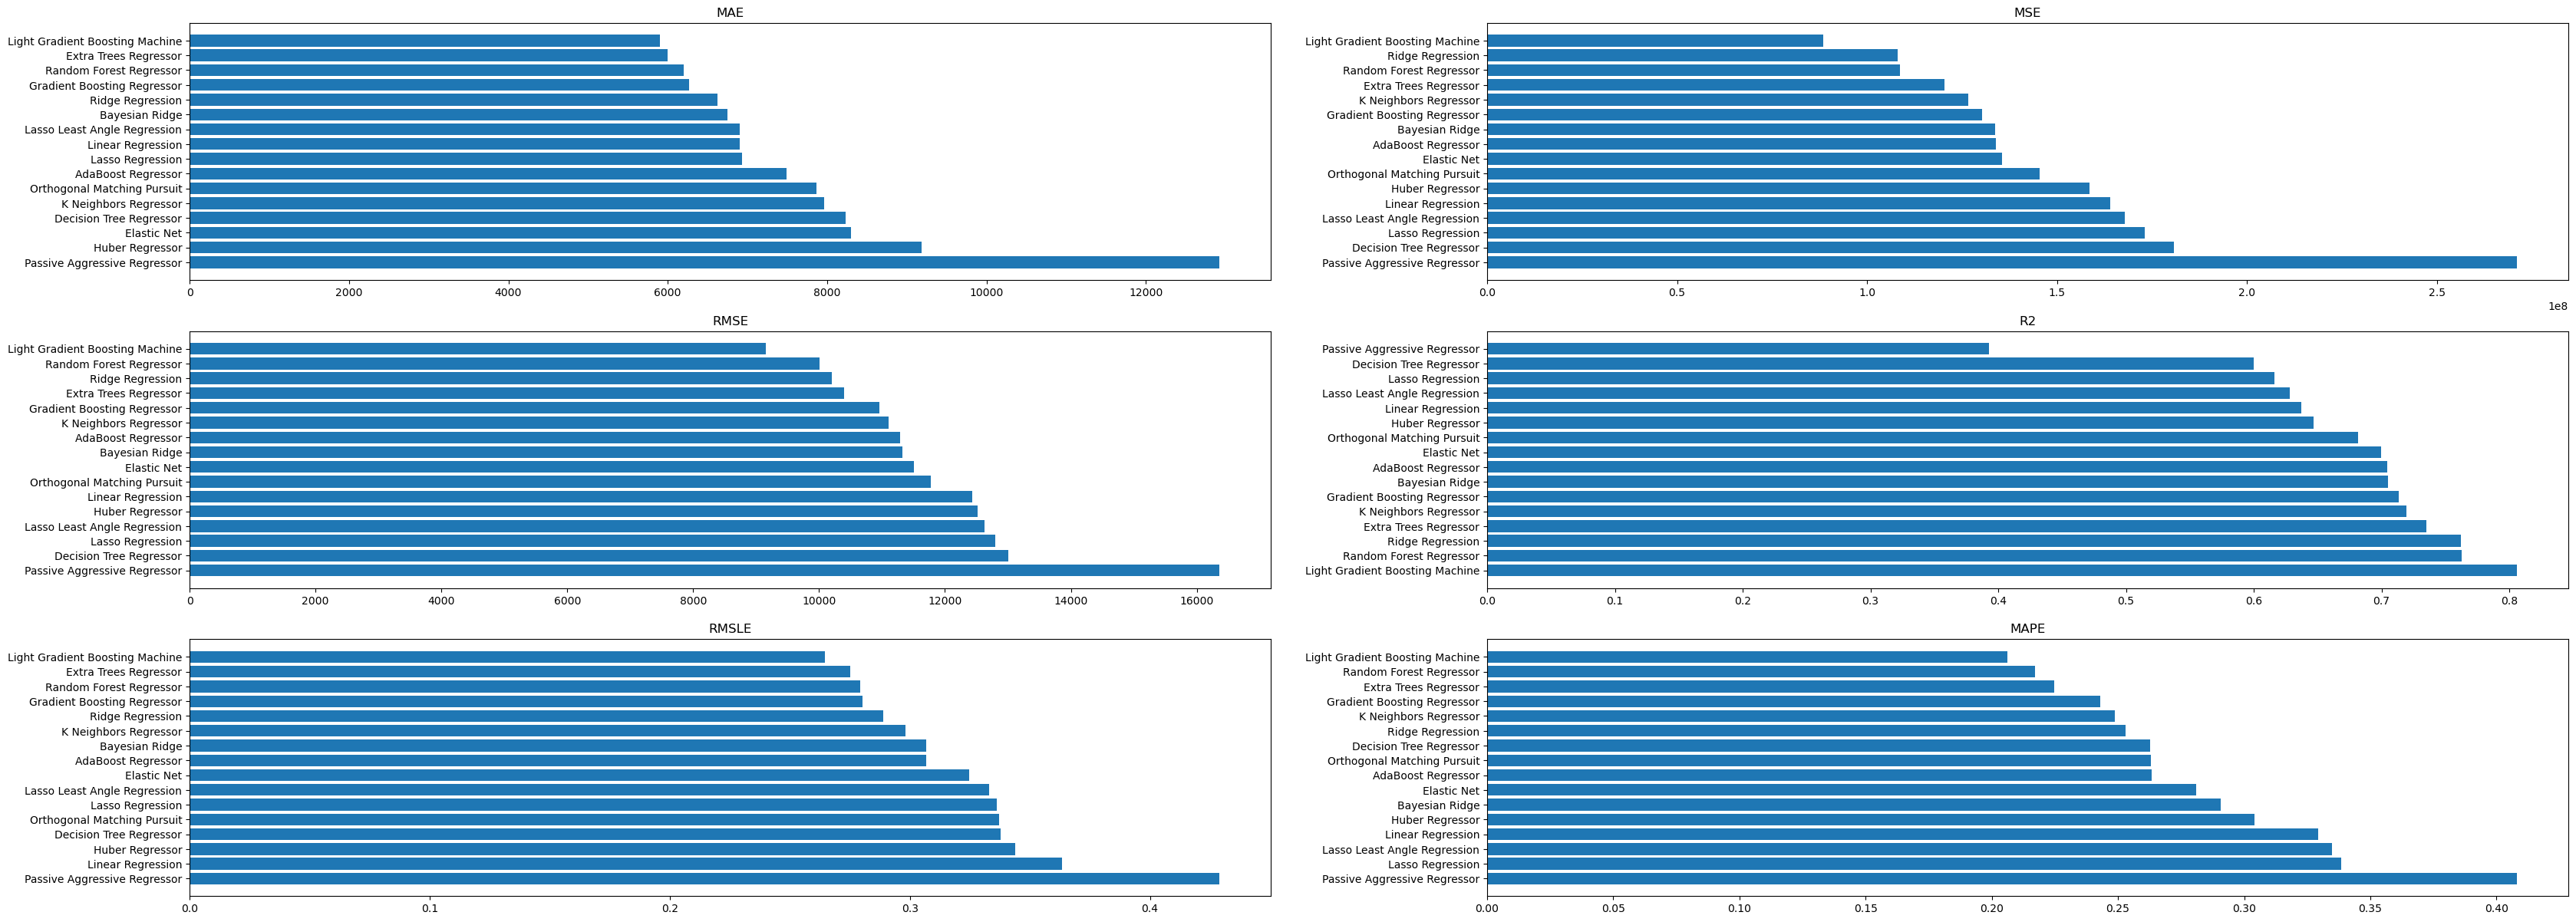 MAE
Light Gradient Boosting Machine
Extra Trees Regressor
Random Forest Regressor
Gradient Boosting Regressor
Ridge Regression
Bayesian Ridge
Lasso Least Angle Regression
Linear Regression
Lasso Regression
AdaBoost Regressor
Orthogonal Matching Pursuit
K Neighbors Regressor
Decision Tree Regressor
Elastic Net
Huber Regressor
Passive Aggressive Regressor
0 2000 4000 6000 8000 10000 12000
MSE
Light Gradient Boosting Machine
Ridge Regression
Random Forest Regressor
Extra Trees Regressor
K Neighbors Regressor
Gradient Boosting Regressor
Bayesian Ridge
AdaBoost Regressor
Elastic Net
Orthogonal Matching Pursuit
Huber Regressor
Linear Regression
Lasso Least Angle Regression
Lasso Regression
Decision Tree Regressor
Passive Aggressive Regressor
0.0 0.5 1.0 1.5 2.0 2.5
1e8
RMSE
Light Gradient Boosting Machine
Random Forest Regressor
Ridge Regression
Extra Trees Regressor
Gradient Boosting Regressor
K Neighbors Regressor
AdaBoost Regressor
Bayesian Ridge
Elastic Net
Orthogonal Matching Pursuit
Linear Regression
Huber Regressor
Lasso Least Angle Regression
Lasso Regression
Decision Tree Regressor
Passive Aggressive Regressor
0 2000 4000 6000 8000 10000 12000 14000 16000
R2
Passive Aggressive Regressor
Decision Tree Regressor
Lasso Regression
Lasso Least Angle Regression
Linear Regression
Huber Regressor
Orthogonal Matching Pursuit
Elastic Net
AdaBoost Regressor
Bayesian Ridge
Gradient Boosting Regressor
K Neighbors Regressor
Extra Trees Regressor
Ridge Regression
Random Forest Regressor
Light Gradient Boosting Machine
0.0 0.1 0.2 0.3 0.4 0.5 0.6 0.7 0.8
RMSLE
Light Gradient Boosting Machine
Extra Trees Regressor
Random Forest Regressor
Gradient Boosting Regressor
Ridge Regression
K Neighbors Regressor
Bayesian Ridge
AdaBoost Regressor
Elastic Net
Lasso Least Angle Regression
Lasso Regression
Orthogonal Matching Pursuit
Decision Tree Regressor
Huber Regressor
Linear Regression
Passive Aggressive Regressor
0.0 0.1 0.2 0.3 0.4
MAPE
Light Gradient Boosting Machine
Random Forest Regressor
Extra Trees Regressor
Gradient Boosting Regressor
K Neighbors Regressor
Ridge Regression
Decision Tree Regressor
Orthogonal Matching Pursuit
AdaBoost Regressor
Elastic Net
Bayesian Ridge
Huber Regressor
Linear Regression
Lasso Least Angle Regression
Lasso Regression
Passive Aggressive Regressor
0.00 0.05 0.10 0.15 0.20 0.25 0.30 0.35 0.40